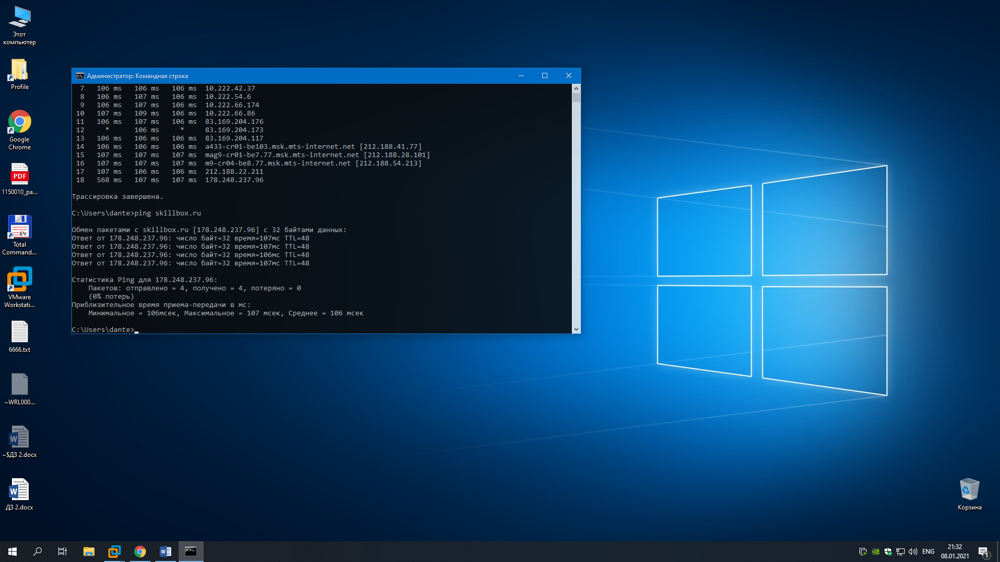 Этот
компьютер
Profile
Google
Chrome
PDF
1150010_pa...
64
Total
Command...
VMware
Workstati...
6666.txt
~WRL000...
W
~$ДЗ 2.docx
W
ДЗ 2.docx
C:\. Администратор: Командная строка
7 106 ms 106 ms 106 ms 10.222.42.37
8 106 ms 107 ms 106 ms 10.222.54.6
9 106 ms 107 ms 106 ms 10.222.66.174
10 107 ms 109 ms 106 ms 10.222.66.86
11 106 ms 107 ms 106 ms 83.169.204.176
12 * 106 ms * 83.169.204.173
13 106 ms 106 ms 106 ms 83.169.204.117
14 106 ms 106 ms 106 ms a433-cr01-be103.msk.mts-internet.net [212.188.41.77]
15 107 ms 107 ms 107 ms mag9-cr01-be7.77.msk.mts-internet.net [212.188.28.101]
16 107 ms 107 ms 107 ms m9-cr04-be8.77.msk.mts-internet.net [212.188.54.213]
17 107 ms 106 ms 106 ms 212.188.22.211
18 568 ms 107 ms 107 ms 178.248.237.96
Трассировка завершена.
C:\Users\dante>ping skillbox.ru
Обмен пакетами с skillbox.ru [178.248.237.96] с 32 байтами данных:
Ответ от 178.248.237.96: число байт=32 время=107мс TTL=48
Ответ от 178.248.237.96: число байт=32 время=107мс TTL=48
Ответ от 178.248.237.96: число байт=32 время=106мс TTL=48
Ответ от 178.248.237.96: число байт=32 время=107мс TTL=48
Статистика Ping для 178.248.237.96:
Пакетов: отправлено = 4, получено = 4, потеряно = 0
(0% потерь)
Приблизительное время приема-передачи в мс:
Минимальное = 106мсек, Максимальное = 107 мсек, Среднее = 106 мсек
C:\Users\dante>
Корзина
W
ENG
21:32
08.01.2021
1